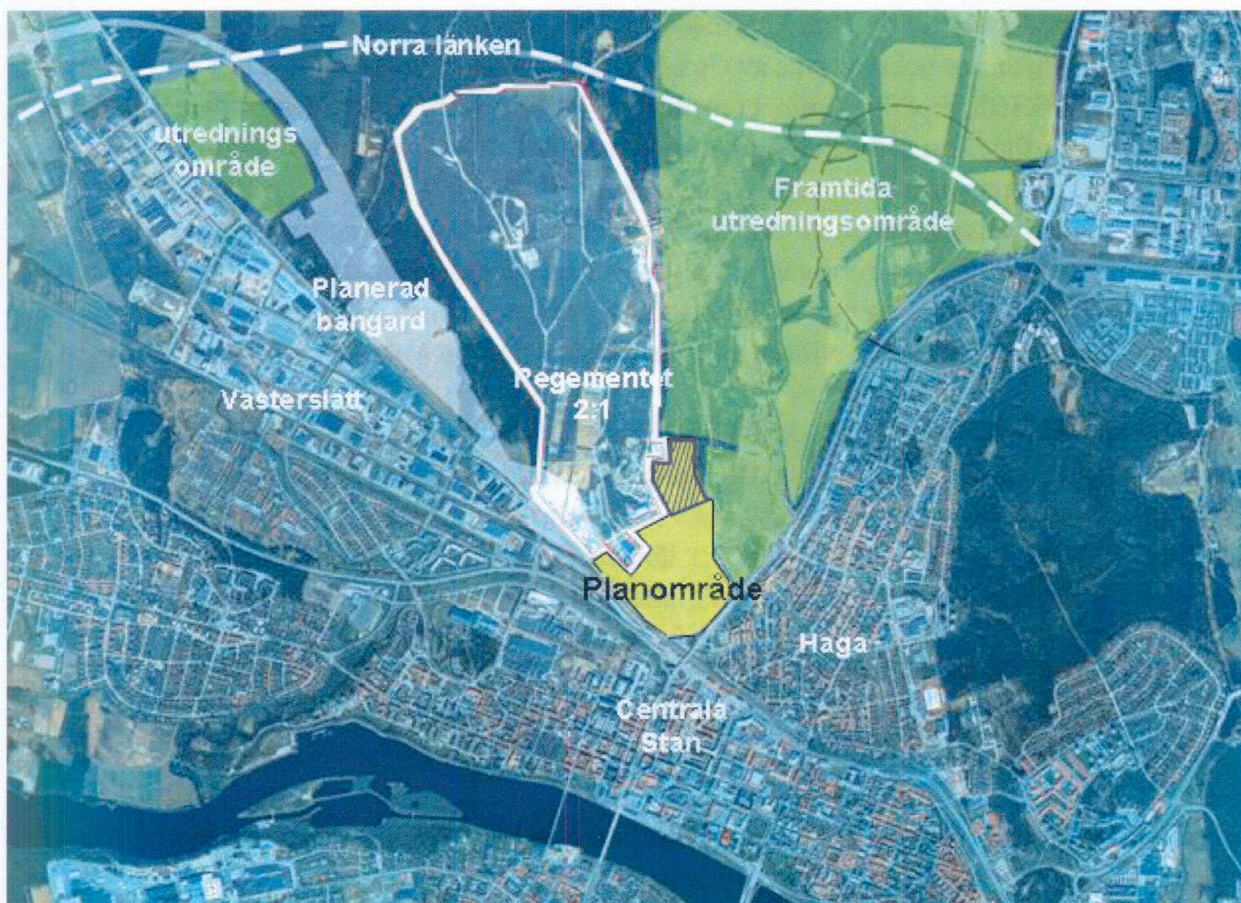 Norra länken
utrednings
område
Framtida
utredningsområde
Planerad
bangård
Regementet
2:1
Västerslätt
Planområde
Haga
Centrala
Stan